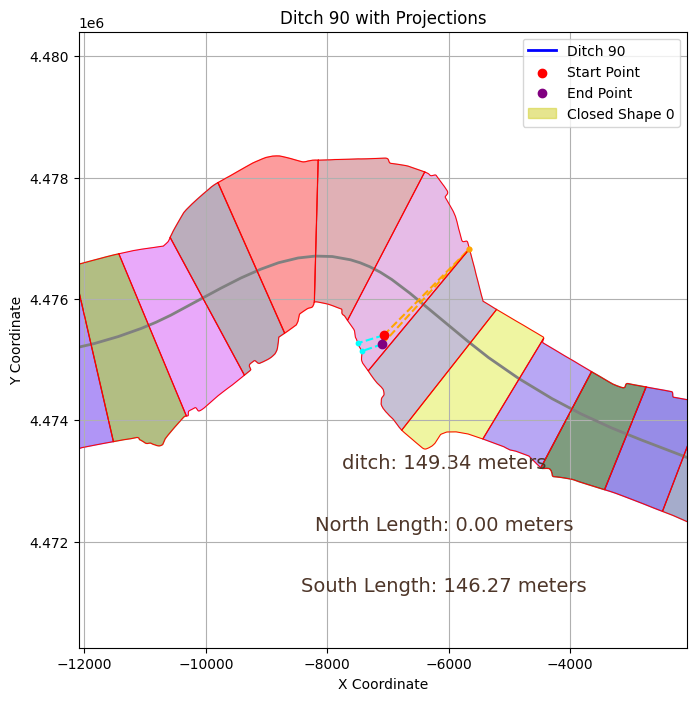 Ditch 90 with Projections
1e6
Ditch 90
Start Point
End Point
Closed Shape 0
4.480
4.478
4.476
4.474
4.472
Y Coordinate
ditch: 149.34 meters
North Length: 0.00 meters
South Length: 146.27 meters
−12000 −10000 −8000 −6000 −4000
X Coordinate